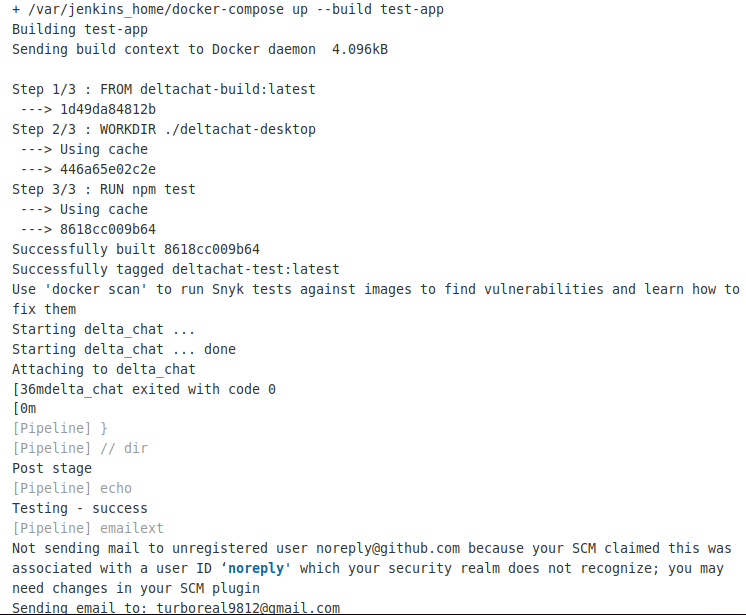 + /var/jenkins_home/docker-compose up --build test-app
Building test-app
Sending build context to Docker daemon  4.096kB
Step 1/3 : FROM deltachat-build:latest
 ---> 1d49da84812b
Step 2/3 : WORKDIR ./deltachat-desktop
 ---> Using cache
 ---> 446a65e02c2e
Step 3/3 : RUN npm test
 ---> Using cache
 ---> 8618cc009b64
Successfully built 8618cc009b64
Successfully tagged deltachat-test:latest
Use 'docker scan' to run Snyk tests against images to find vulnerabilities and learn how to
fix them
Starting delta_chat ...
Starting delta_chat ... done
Attaching to delta_chat
[36mdelta_chat exited with code 0
[0m
[Pipeline] }
[Pipeline] // dir
Post stage
[Pipeline] echo
Testing - success
[Pipeline] emailext
Not sending mail to unregistered user noreply@github.com because your SCM claimed this was
associated with a user ID ‘noreply' which your security realm does not recognize; you may
need changes in your SCM plugin
Sending email to: turboreal9812@gmail.com